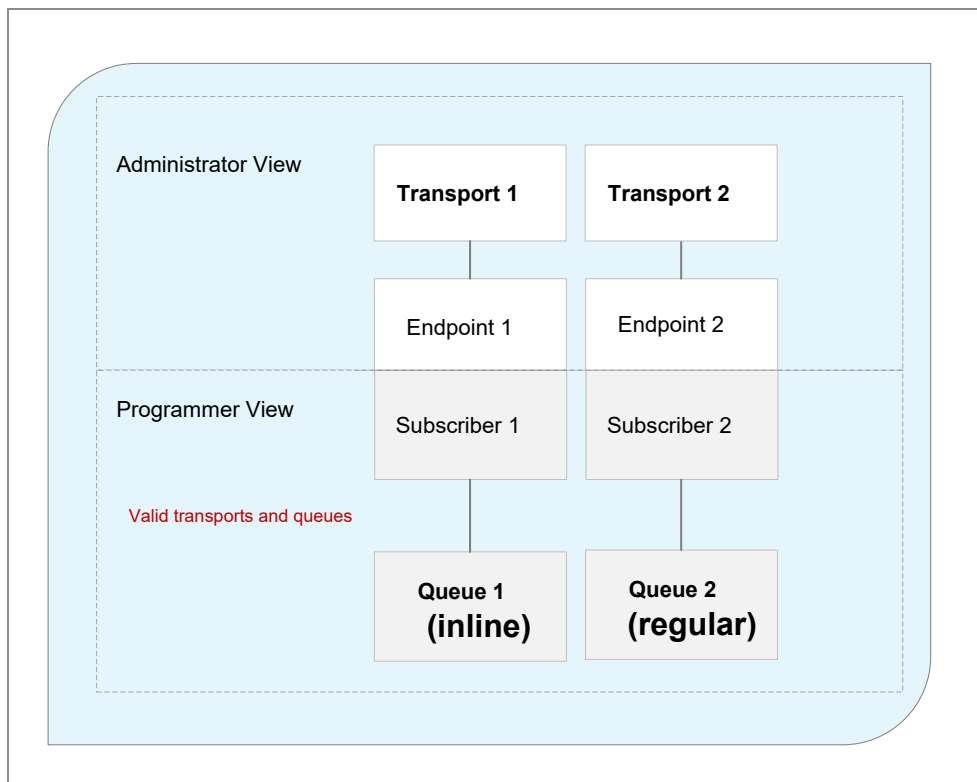 Administrator View
Transport 1
Transport 2
Endpoint 1
Endpoint 2
Programmer View
Subscriber 1
Subscriber 2
Valid transports and queues
Queue 1
(inline)
Queue 2
(regular)